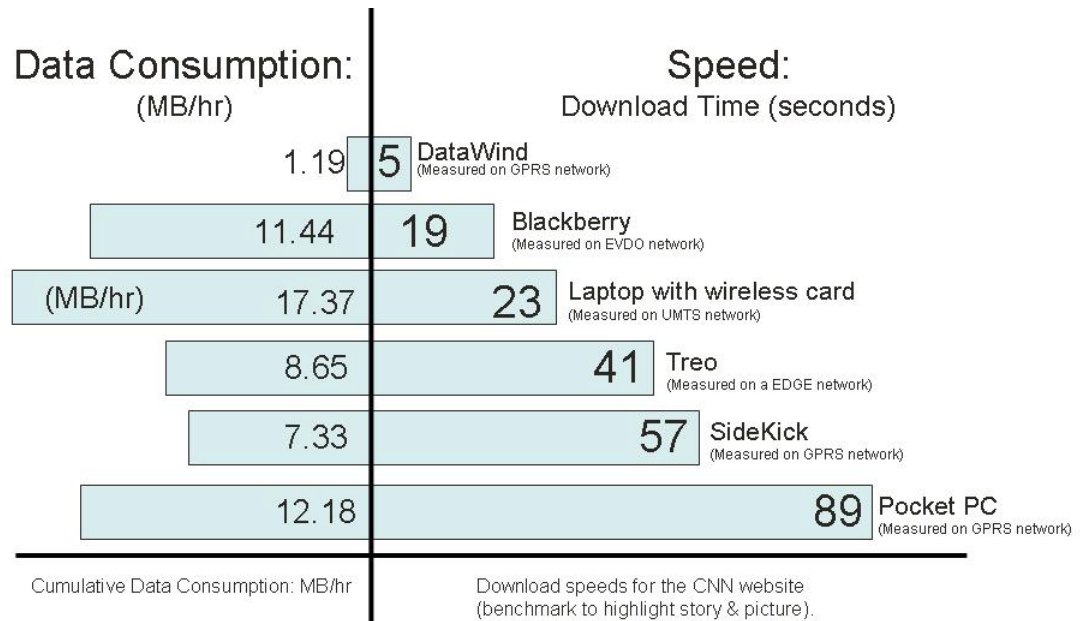 Data Consumption:
(MB/hr)
Speed:
Download Time (seconds)
1.19
5
DataWind
(Measured on GPRS network)
11.44
19
Blackberry
(Measured on EVDO network)
(MB/hr)
17.37
23
Laptop with wireless card
(Measured on UMTS network)
8.65
41
Treo
(Measured on a EDGE network)
7.33
57
SideKick
(Measured on GPRS network)
12.18
89
Pocket PC
(Measured on GPRS network)
Cumulative Data Consumption: MB/hr
Download speeds for the CNN website
(benchmark to highlight story & picture).